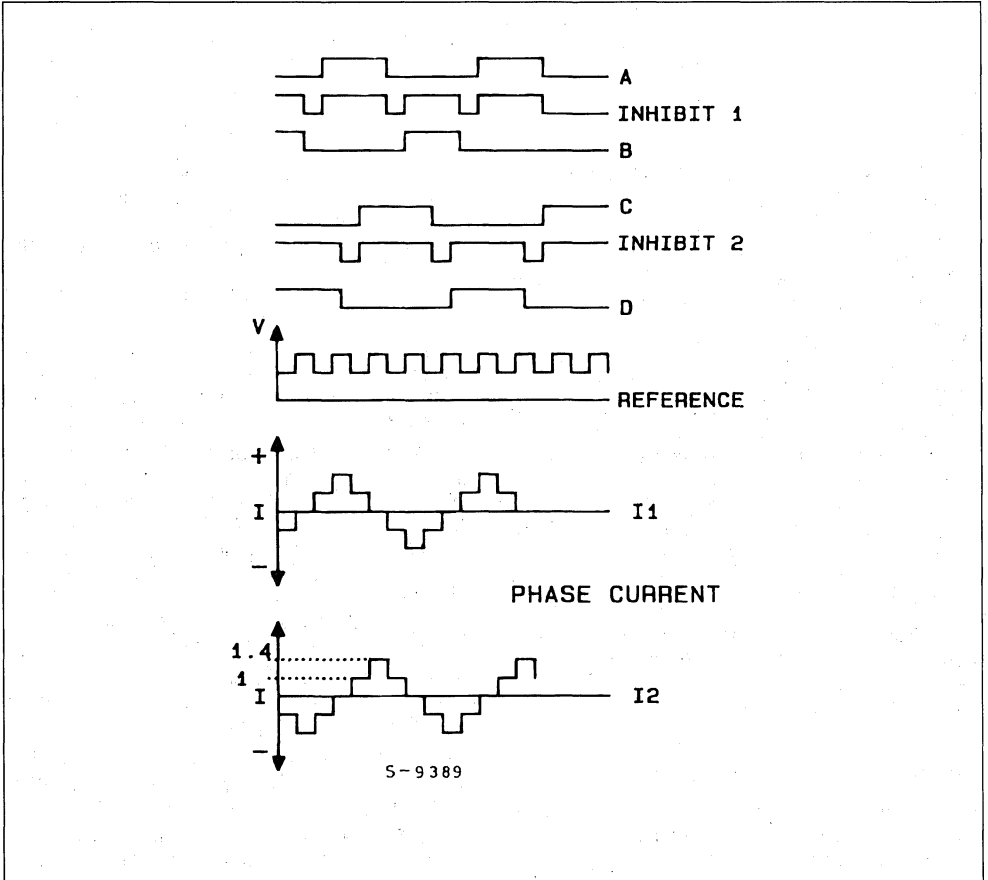 A
INHIBIT 1
B
C
INHIBIT 2
D
V
REFERENCE
+
I
I1
-
PHASE CURRENT
1.4
1
I
I2
-
S-9389